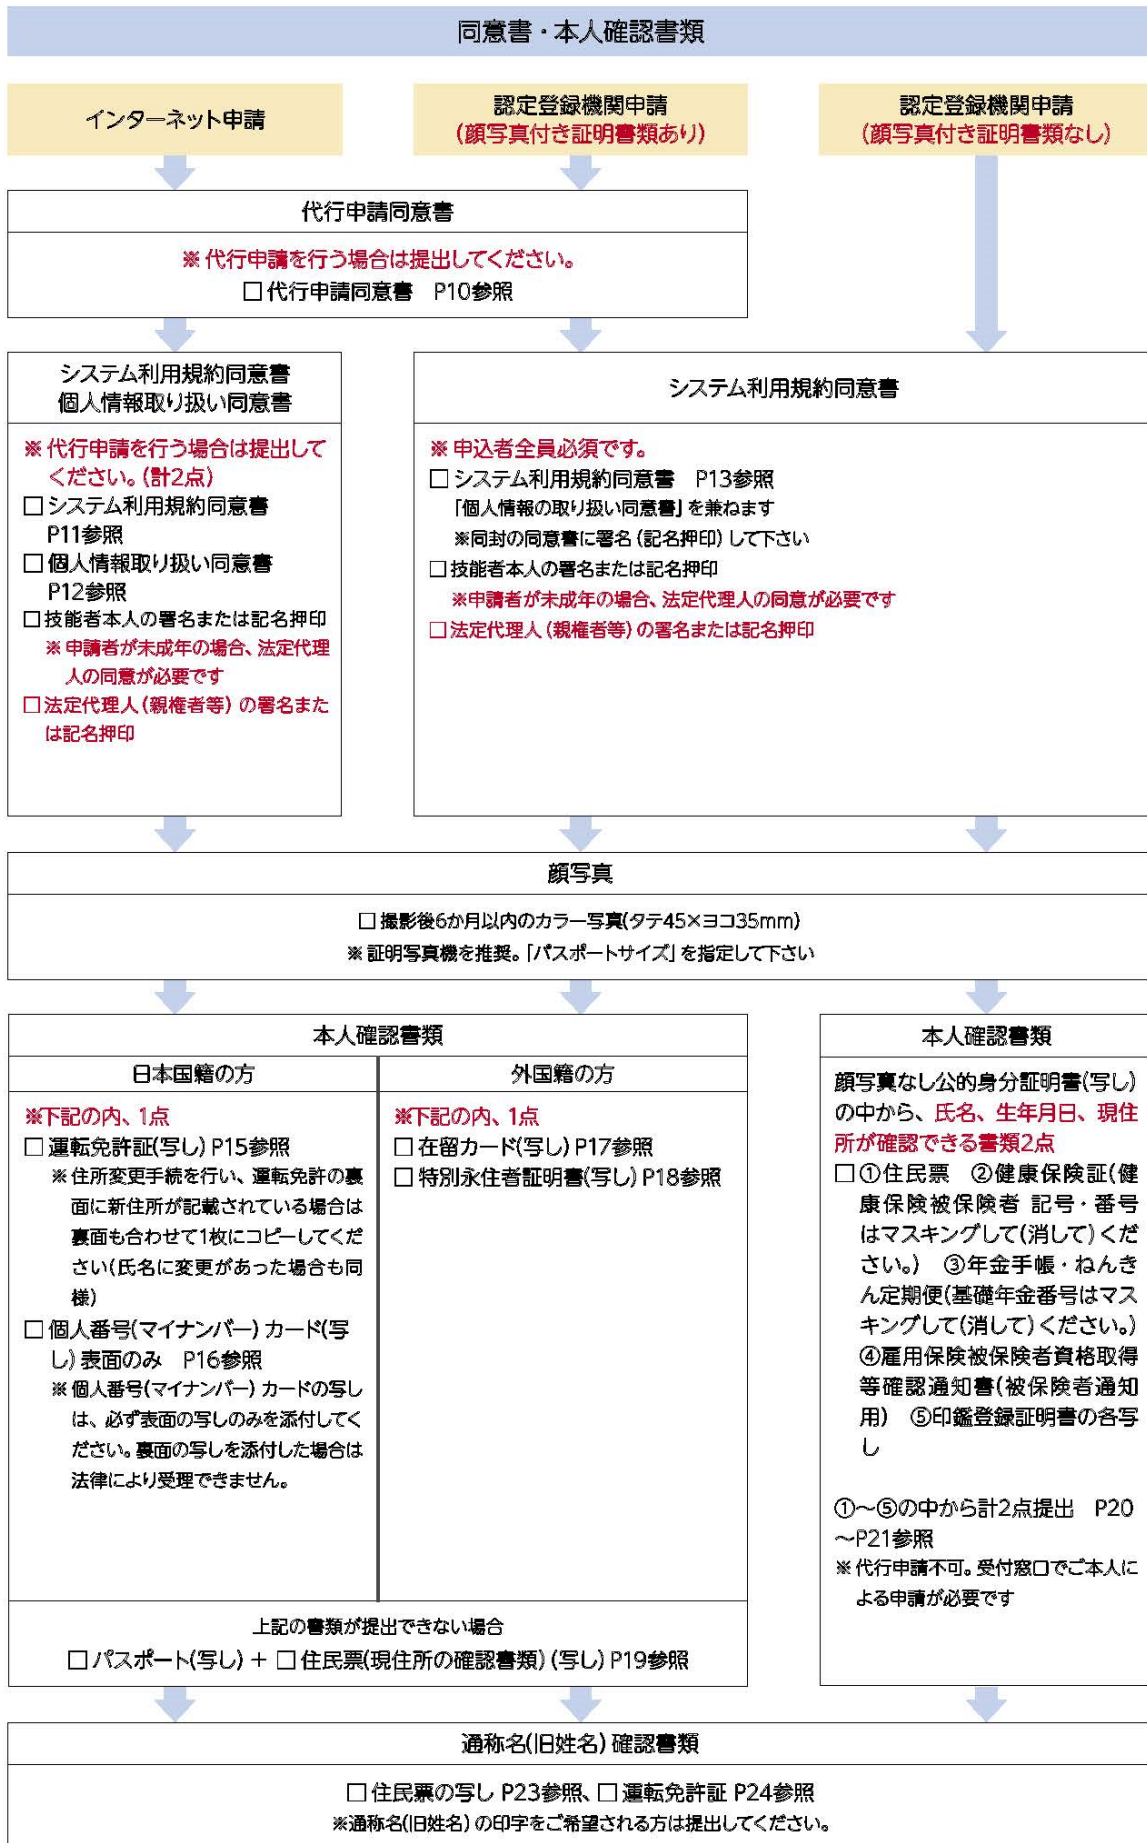 同意書・本人確認書類
インターネット申請
認定登録機関申請
(顔写真付き証明書類あり)
認定登録機関申請
(顔写真付き証明書類なし)
代行申請同意書
※ 代行申請を行う場合は提出してください。
□ 代行申請同意書　P10参照
システム利用規約同意書
個人情報取り扱い同意書
※ 代行申請を行う場合は提出して
ください。(計2点)
□ システム利用規約同意書
P11参照
□ 個人情報取り扱い同意書
P12参照
□ 技能者本人の署名または記名押印
※ 申請者が未成年の場合、法定代理
人の同意が必要です
□ 法定代理人(親権者等) の署名また
は記名押印
システム利用規約同意書
※ 申込者全員必須です。
□ システム利用規約同意書　P13参照
「個人情報の取り扱い同意書」を兼ねます
※同封の同意書に署名 (記名押印) して下さい
□ 技能者本人の署名または記名押印
※申請者が未成年の場合、法定代理人の同意が必要です
□ 法定代理人 (親権者等) の署名または記名押印
顔写真
□ 撮影後6か月以内のカラー写真(タテ45×ヨコ35mm)
※ 証明写真機を推奨。「パスポートサイズ」を指定して下さい
本人確認書類
日本国籍の方
※下記の内、1点
□ 運転免許証(写し) P15参照
※ 住所変更手続を行い、運転免許の裏
面に新住所が記載されている場合は
裏面も合わせて1枚にコピーしてくだ
さい(氏名に変更があった場合も同
様)
□ 個人番号(マイナンバー) カード(写
し) 表面のみ　P16参照
※ 個人番号(マイナンバー) カードの写し
は、必ず表面の写しのみを添付してく
ださい。裏面の写しを添付した場合は
法律により受理できません。
外国籍の方
※下記の内、1点
□ 在留カード(写し) P17参照
□ 特別永住者証明書(写し) P18参照
上記の書類が提出できない場合
□ パスポート(写し) ＋ □ 住民票(現住所の確認書類) (写し) P19参照
本人確認書類
顔写真なし公的身分証明書(写し)
の中から、氏名、生年月日、現住
所が確認できる書類2点
□ ①住民票　②健康保険証(健
康保険被保険者 記号・番号
はマスキングして(消して) くだ
さい。)　③年金手帳・ねんき
ん定期便(基礎年金番号はマス
キングして(消して) ください。)
④雇用保険被保険者資格取得
等確認通知書(被保険者通知
用)　⑤印鑑登録証明書の各写
し
①～⑤の中から計2点提出　P20
～P21参照
※ 代行申請不可。受付窓口でご本人に
よる申請が必要です
通称名(旧姓名) 確認書類
□ 住民票の写し P23参照、□ 運転免許証 P24参照
※通称名(旧姓名) の印字をご希望される方は提出してください。